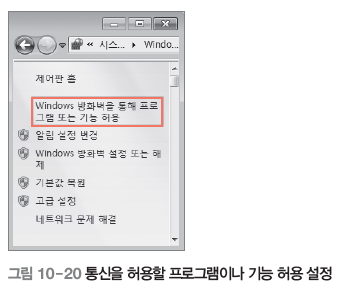 « 시스... ▸ Windo...
제어판 홈
Windows 방화벽을 통해 프로
그램 또는 기능 허용
알림 설정 변경
Windows 방화벽 설정 또는 해
제
기본값 복원
고급 설정
네트워크 문제 해결
그림 10-20 통신을 허용할 프로그램이나 기능 허용 설정